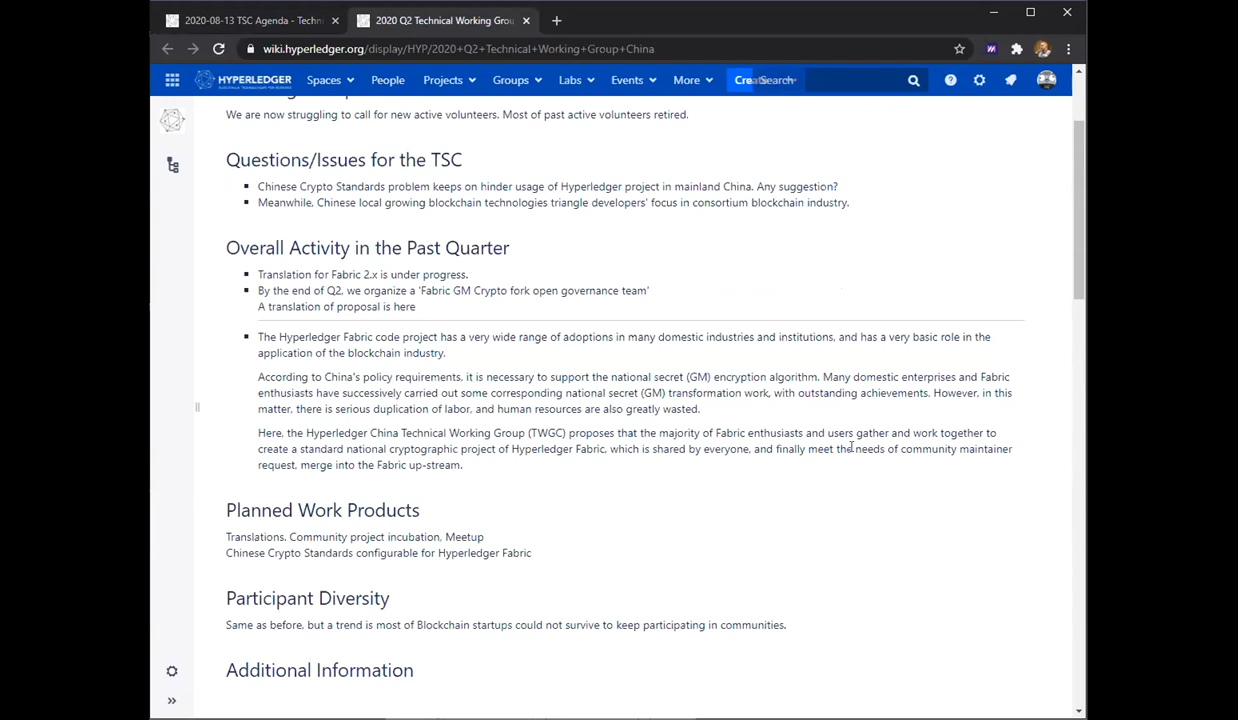 2020-08-13 TSC Agenda - Techn
2020 Q2 Technical Working Grou
wiki.hyperledger.org/display/HYP/2020+Q2+Technical+Working+Group+China
HYPERLEDGER
Spaces
People
Projects
Groups
Labs
Events
More
Search
We are now struggling to call for new active volunteers. Most of past active volunteers retired.
Questions/Issues for the TSC
Chinese Crypto Standards problem keeps on hinder usage of Hyperledger project in mainland China. Any suggestion?
Meanwhile, Chinese local growing blockchain technologies triangle developers' focus in consortium blockchain industry.
Overall Activity in the Past Quarter
Translation for Fabric 2.x is under progress.
By the end of Q2, we organize a 'Fabric GM Crypto fork open governance team'
A translation of proposal is here
The Hyperledger Fabric code project has a very wide range of adoptions in many domestic industries and institutions, and has a very basic role in the
application of the blockchain industry.
According to China's policy requirements, it is necessary to support the national secret (GM) encryption algorithm. Many domestic enterprises and Fabric
enthusiasts have successively carried out some corresponding national secret (GM) transformation work, with outstanding achievements. However, in this
matter, there is serious duplication of labor, and human resources are also greatly wasted.
Here, the Hyperledger China Technical Working Group (TWGC) proposes that the majority of Fabric enthusiasts and users gather and work together to
create a standard national cryptographic project of Hyperledger Fabric, which is shared by everyone, and finally meet the needs of community maintainer
request, merge into the Fabric up-stream.
Planned Work Products
Translations. Community project incubation, Meetup
Chinese Crypto Standards configurable for Hyperledger Fabric
Participant Diversity
Same as before, but a trend is most of Blockchain startups could not survive to keep participating in communities.
Additional Information